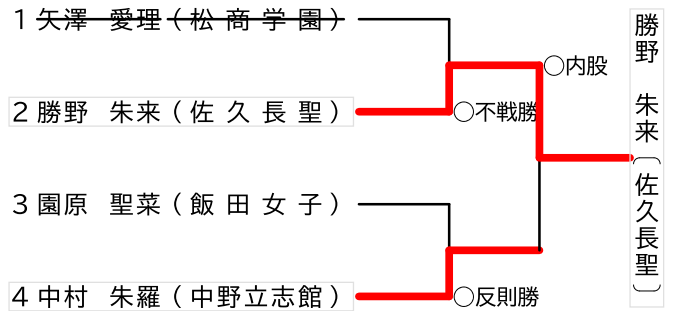 1 矢澤 愛理(松商学園)
○内股
2 勝野 朱来(佐久長聖)
○不戦勝
3 園原 聖菜(飯田女子)
4 中村 朱羅(中野立志館)
○反則勝
勝野 朱来(佐久長聖)